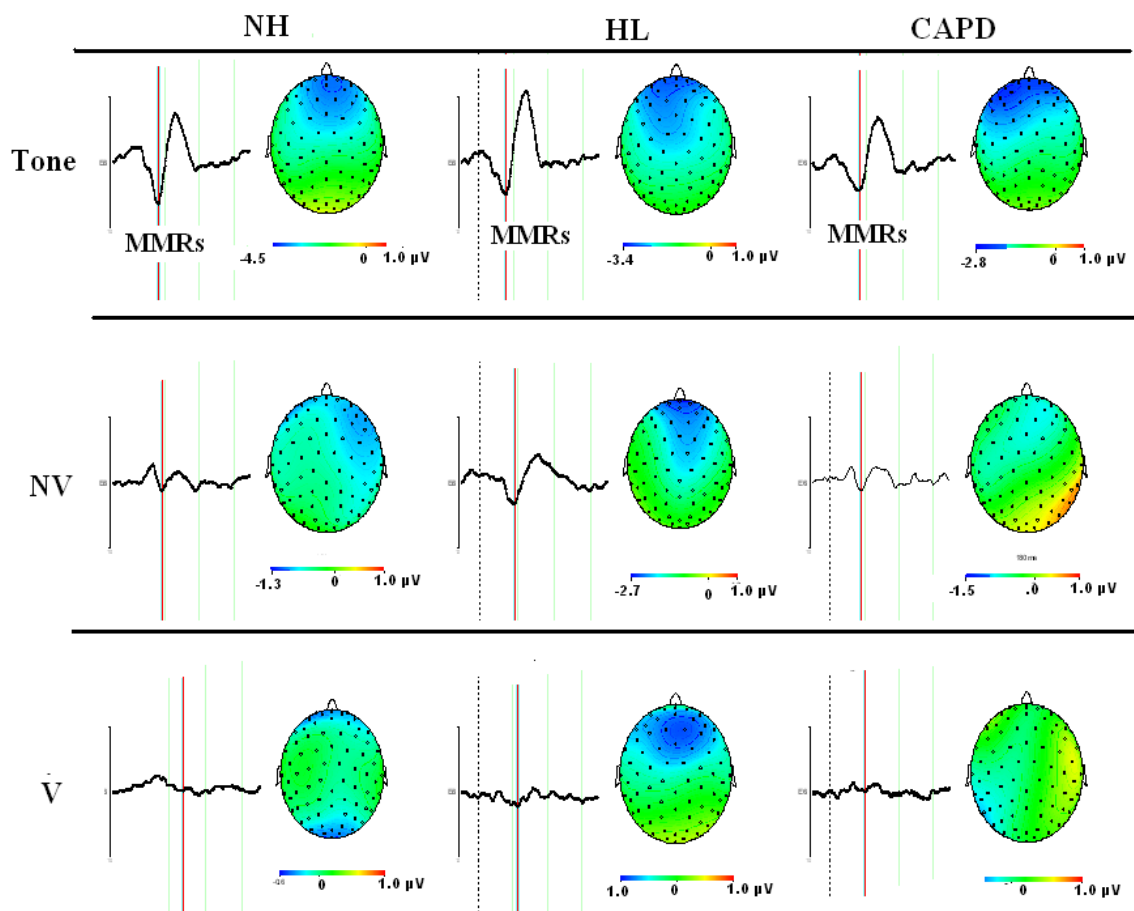 NH HL CAPD
Tone
MMRs MMRs MMRs
-4.5 0 1.0 µV -3.4 0 1.0 µV -2.8 0 1.0 µV
NV
180 ms
-1.3 0 1.0 µV -2.7 0 1.0 µV -1.5 .0 1.0 µV
V
0 1.0 µV 1.0 0 1.0 µV 1.0 µV